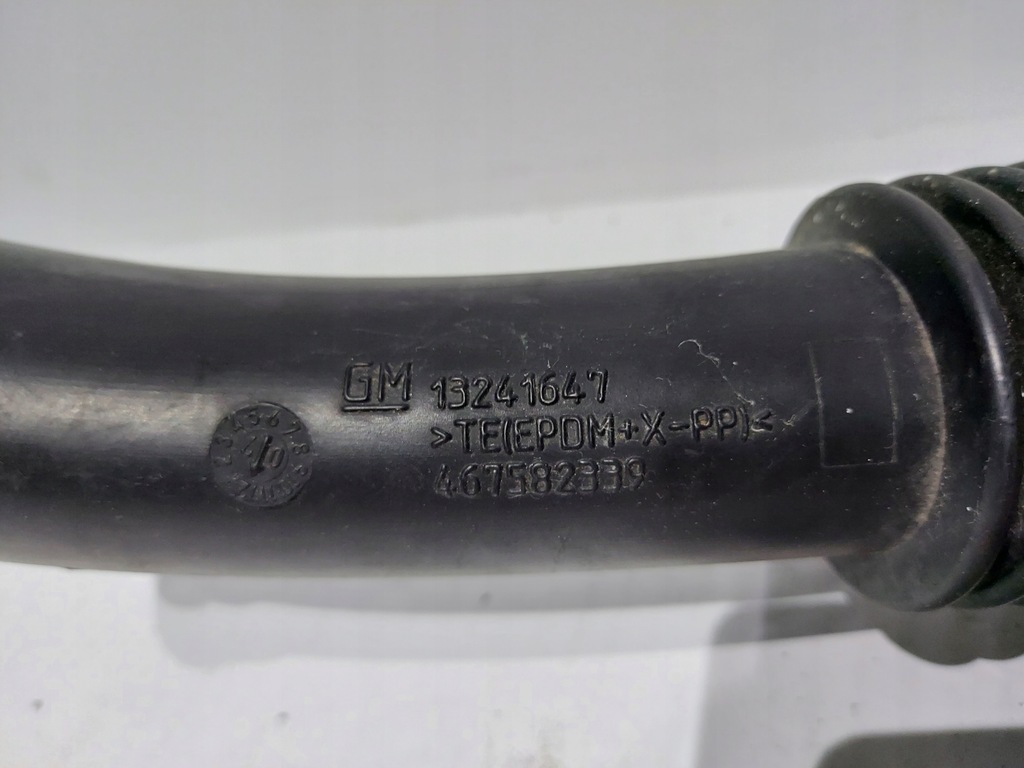 GM 13241647
>TE(EPDM+X-PP)<
467582339